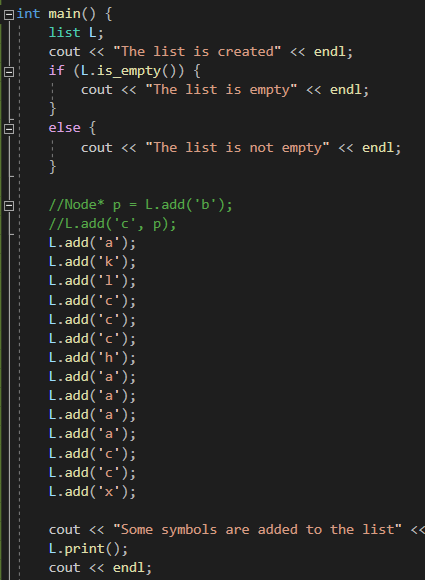 int main() {
    list L;
    cout << "The list is created" << endl;
    if (L.is_empty()) {
        cout << "The list is empty" << endl;
    }
    else {
        cout << "The list is not empty" << endl;
    }

    //Node* p = L.add('b');
    //L.add('c', p);
    L.add('a');
    L.add('k');
    L.add('l');
    L.add('c');
    L.add('c');
    L.add('c');
    L.add('h');
    L.add('a');
    L.add('a');
    L.add('a');
    L.add('a');
    L.add('c');
    L.add('c');
    L.add('x');

    cout << "Some symbols are added to the list" <<
    L.print();
    cout << endl;